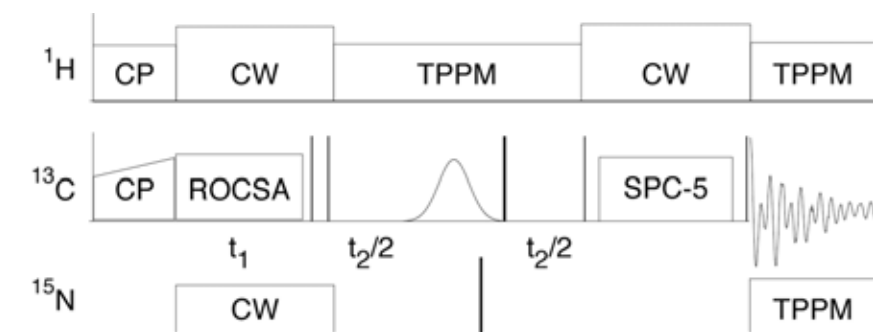 ¹H CP CW TPPM CW TPPM
¹³C CP ROCSA SPC-5
t₁ t₂/2 t₂/2
¹⁵N CW TPPM